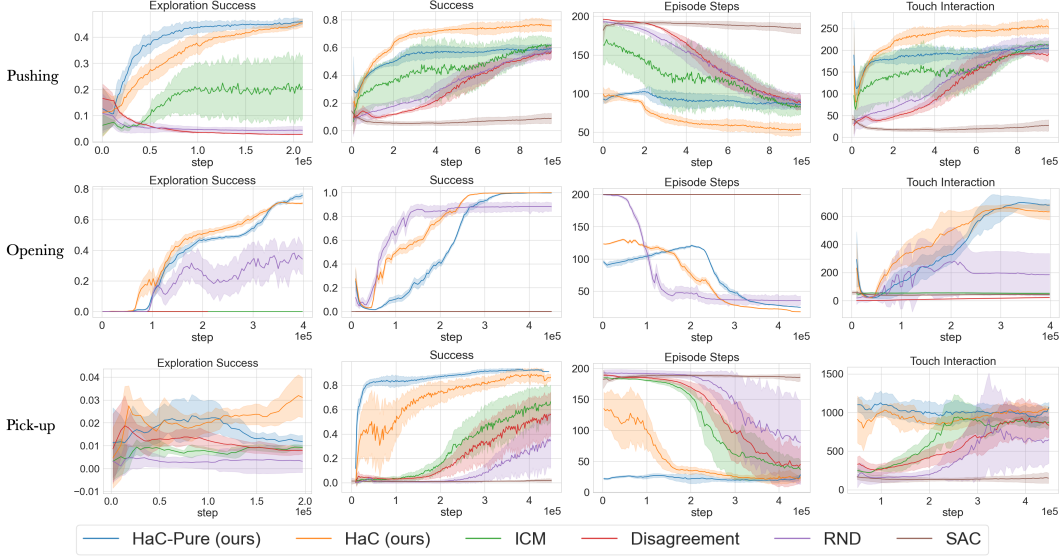 Exploration Success
Success
Episode Steps
Touch Interaction
Pushing
0.4
0.3
0.2
0.1
0.0
0.0 0.5 1.0 1.5 2.0
step 1e5
0.8
0.6
0.4
0.2
0.0
0 2 4 6 8
step 1e5
200
150
100
50
0 2 4 6 8
step 1e5
250
200
150
100
50
0
0 2 4 6 8
step 1e5
Exploration Success
Success
Episode Steps
Touch Interaction
Opening
0.8
0.6
0.4
0.2
0.0
0 1 2 3 4
step 1e5
1.0
0.8
0.6
0.4
0.2
0.0
0 1 2 3 4
step 1e5
200
150
100
50
0 1 2 3 4
step 1e5
600
400
200
0
0 1 2 3 4
step 1e5
Exploration Success
Success
Episode Steps
Touch Interaction
Pick-up
0.04
0.03
0.02
0.01
0.00
−0.01
0.0 0.5 1.0 1.5 2.0
step 1e5
0.8
0.6
0.4
0.2
0.0
0 1 2 3 4
step 1e5
200
150
100
50
0
0 1 2 3 4
step 1e5
1500
1000
500
0
1 2 3 4
step 1e5
HaC-Pure (ours) HaC (ours) ICM Disagreement RND SAC